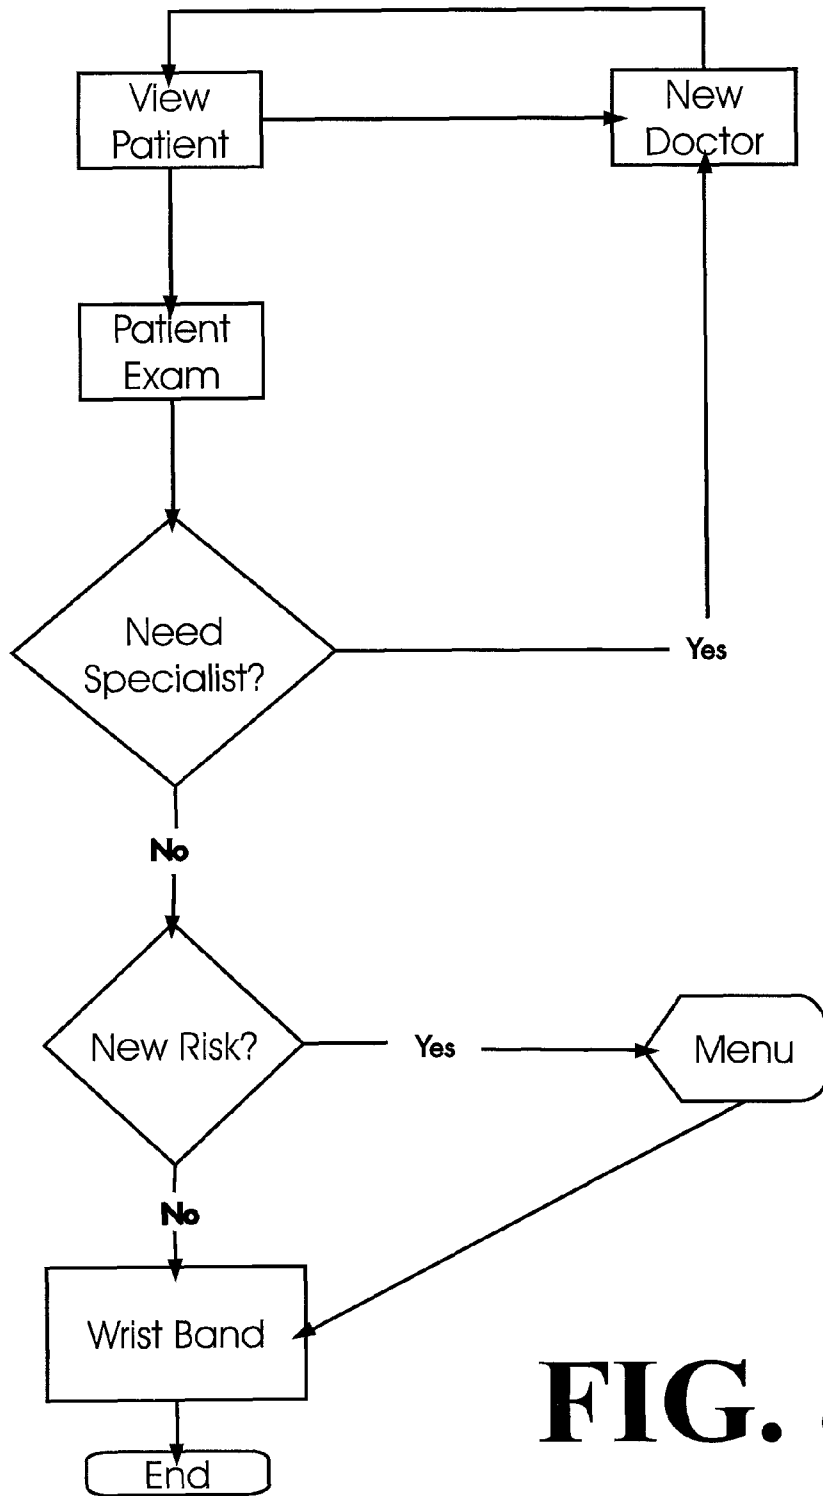 View
Patient
New
Doctor
Patient
Exam
Need
Specialist?
Yes
No
New Risk?
Yes
Menu
No
Wrist Band
FIG.
End